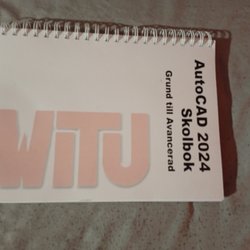 AutoCAD 2024
Skolbok
Grund till Avancerad
WiTU